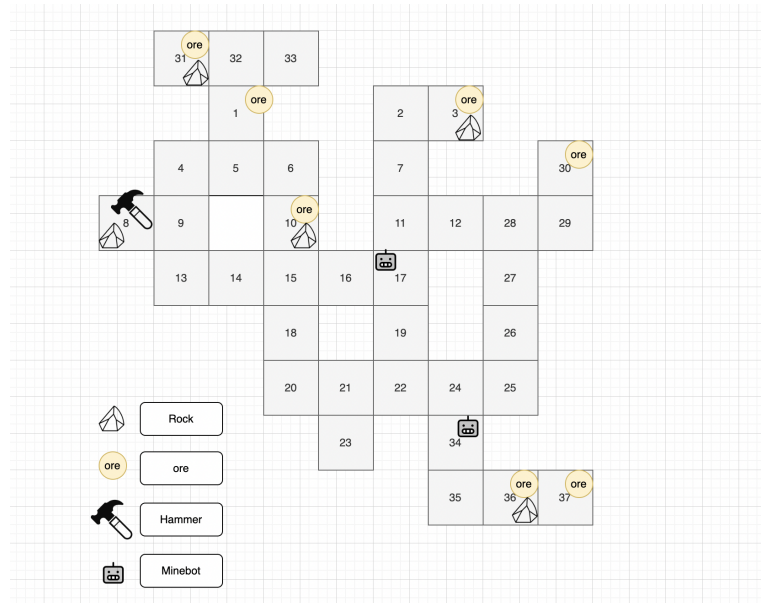 ore
31 32 33
ore
1 2
ore
3
4 5 6 7
ore
30
8 9
ore
10 11 12 28 29
13 14 15 16 17 27
18 19 26
20 21 22 24 25
Rock
23 34
ore
ore
35
ore
36
ore
37
Hammer
Minebot